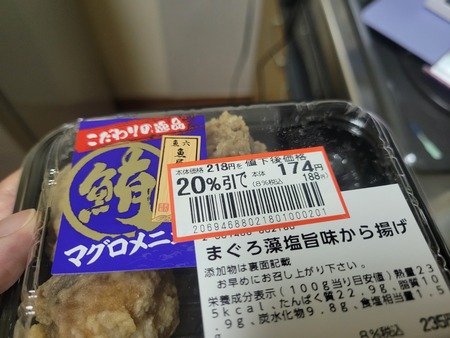 こだわりの逸品
魚六
鮪
マグロメニ
本体価格 218円を 値下後価格
20%引で 本体 174円
(8%税込 188円)
2069468802180100020​1
まぐろ藻塩旨味から揚げ
添加物は裏面記載
お早めにお召し上がり下さい。
栄養成分表示(100g当り目安値)熱量23
5kcal,たんぱく質22.9g,脂質10
.9g,炭水化物9.8g,食塩相当量1.5
8%税込 235